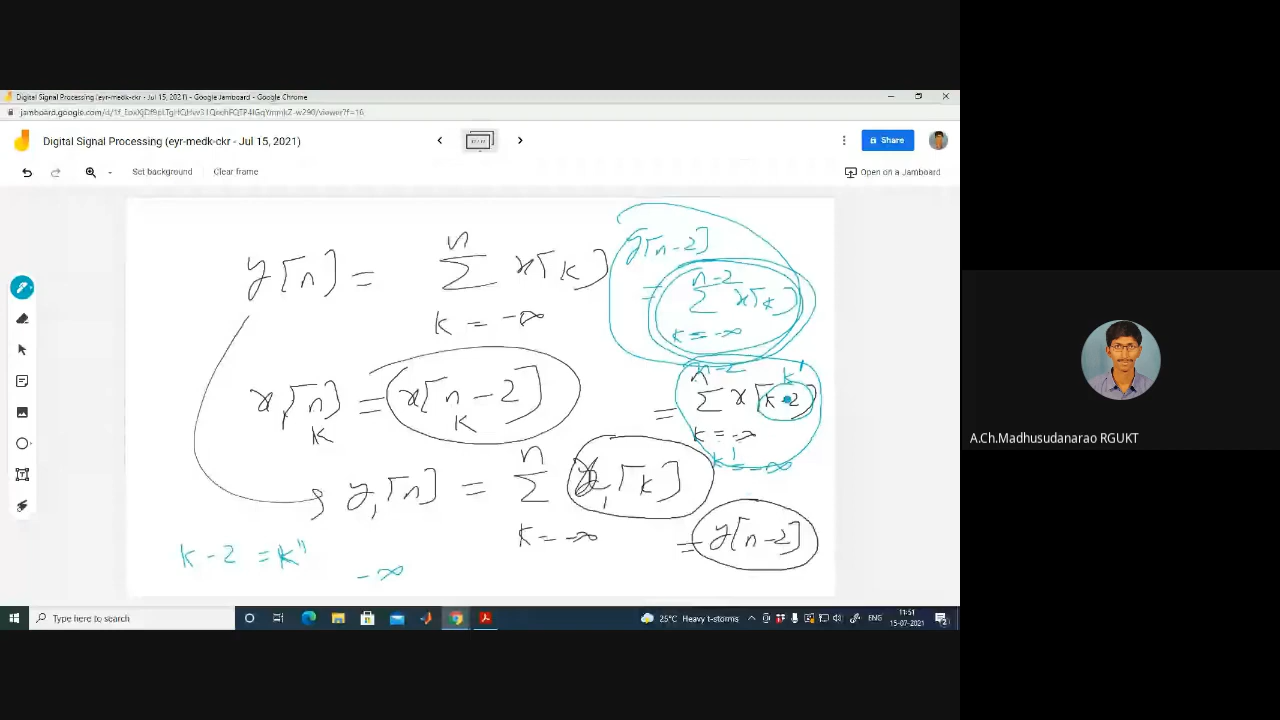 Digital Signal Processing (eyr-medk-ckr - Jul 15, 2021) - Google Jamboard - Google Chrome
Digital Signal Processing (eyr-medk-ckr - Jul 15, 2021)
Share
Set background Clear frame
Open on a Jamboard
y[n-2]
y[n] = Σ x[k]
n
k = -∞
= Σ x[k]
n-2
k = -∞
x₁[n] = x[n-2]
k k
= Σ x[k-2]
n-2 k'
k = -∞
k' = -∞
y₁[n] = Σ x₁[k]
n
k = -∞
= y[n-2]
k-2 = k''
-∞
A.Ch.Madhusudanarao RGUKT
Type here to search
25°C Heavy t-storms
ENG
11:51
15-07-2021
2